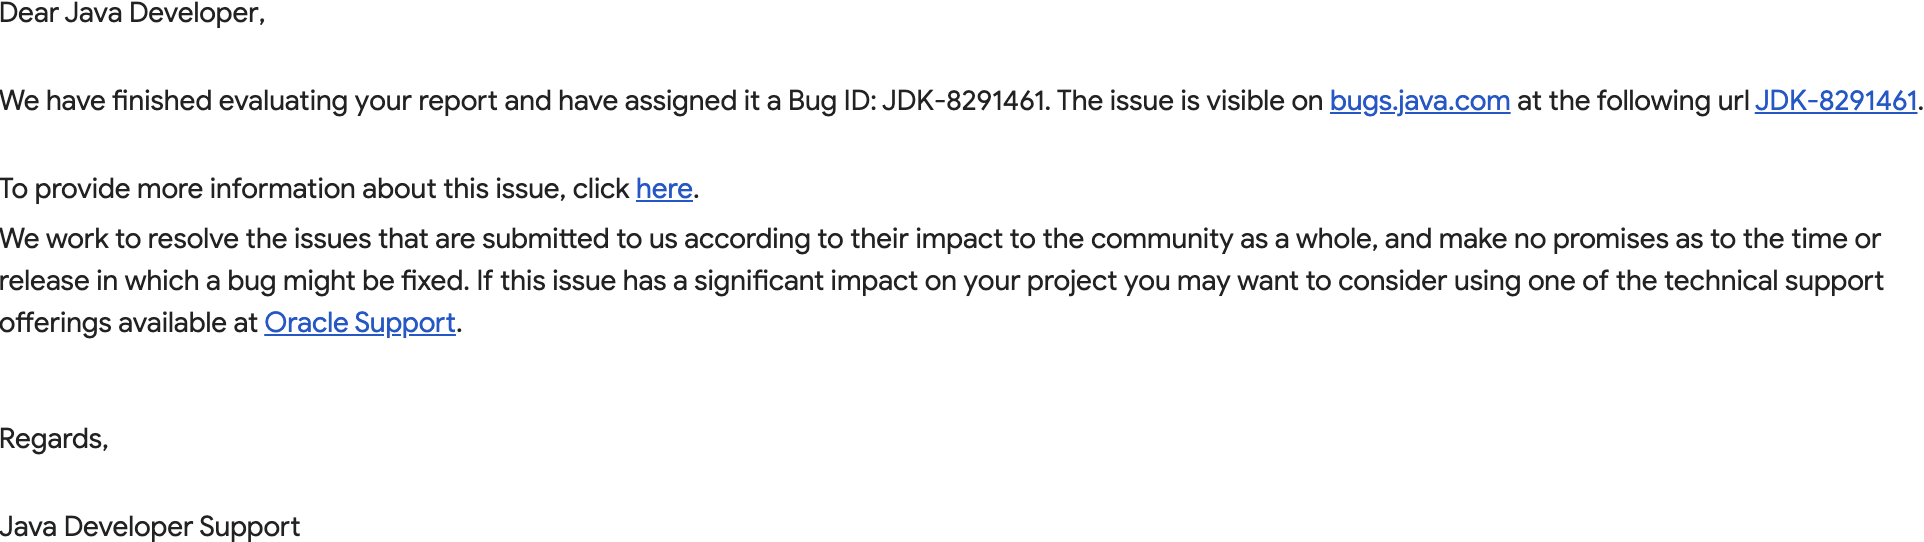 Dear Java Developer,
We have finished evaluating your report and have assigned it a Bug ID: JDK-8291461. The issue is visible on bugs.java.com at the following url JDK-8291461.
To provide more information about this issue, click here.
We work to resolve the issues that are submitted to us according to their impact to the community as a whole, and make no promises as to the time or
release in which a bug might be fixed. If this issue has a significant impact on your project you may want to consider using one of the technical support
offerings available at Oracle Support.
Regards,
Java Developer Support